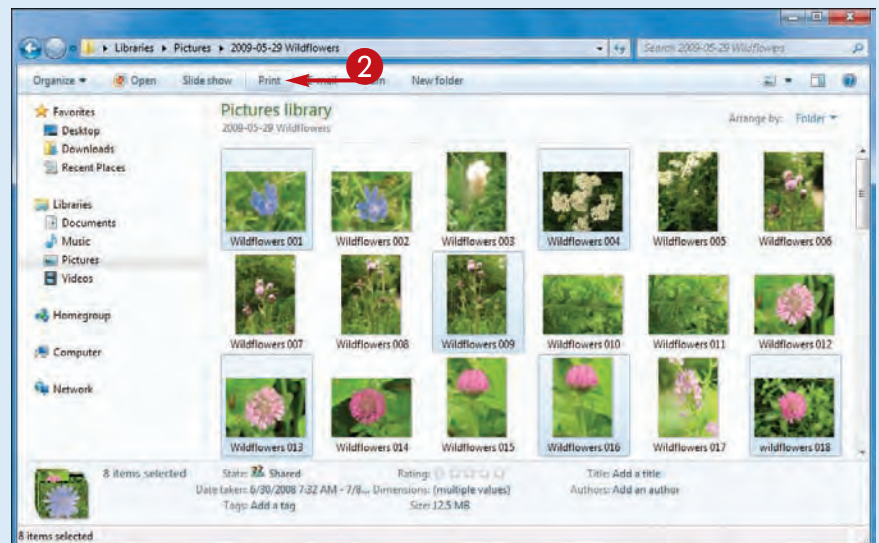 Libraries ▸ Pictures ▸ 2009-05-29 Wildflowers
Search 2009-05-29 Wildflowers
Organize
Open
Slide show
Print
2
New folder
Favorites
Desktop
Downloads
Recent Places
Libraries
Documents
Music
Pictures
Videos
Homegroup
Computer
Network
Pictures library
2009-05-29 Wildflowers
Arrange by: Folder
Wildflowers 001
Wildflowers 002
Wildflowers 003
Wildflowers 004
Wildflowers 005
Wildflowers 006
Wildflowers 007
Wildflowers 008
Wildflowers 009
Wildflowers 010
Wildflowers 011
Wildflowers 012
Wildflowers 013
Wildflowers 014
Wildflowers 015
Wildflowers 016
Wildflowers 017
wildflowers 018
8 items selected
State: Shared
Date taken: 6/30/2008 7:32 AM - 7/8...
Tags: Add a tag
Rating:
Dimensions: (multiple values)
Size: 12.5 MB
Title: Add a title
Authors: Add an author
8 items selected